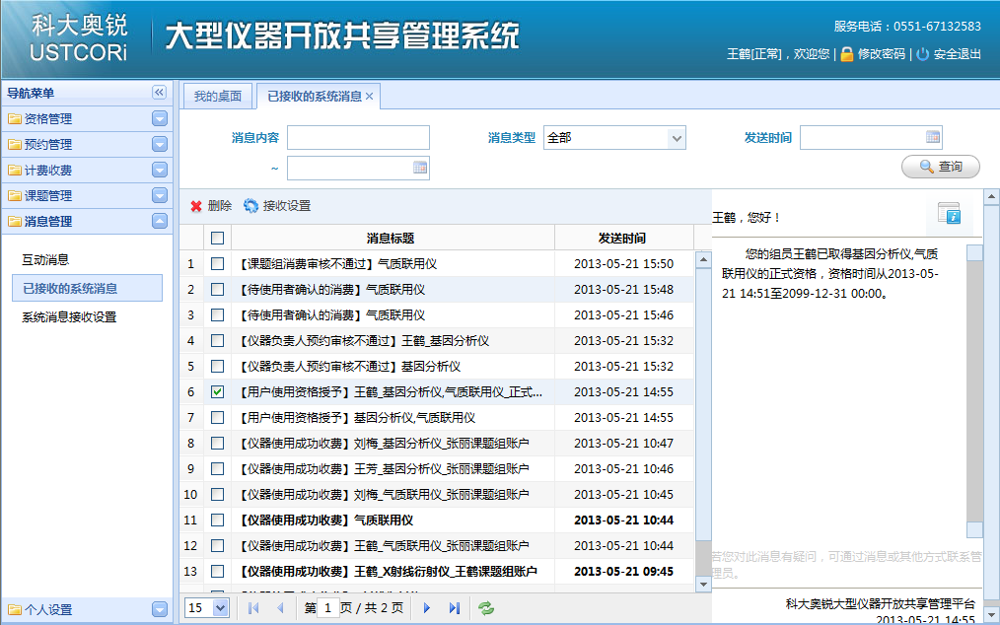 科大奥锐
USTCORi
大型仪器开放共享管理系统
服务电话：0551-67132583
王鹤[正常]，欢迎您 | 修改密码 | 安全退出
导航菜单
资格管理
预约管理
计费收费
课题管理
消息管理
互动消息
已接收的系统消息
系统消息接收设置
个人设置
我的桌面 已接收的系统消息
消息内容 消息类型 全部 发送时间
~ 查询
删除 接收设置
消息标题 发送时间
1 【课题组消费审核不通过】气质联用仪 2013-05-21 15:50
2 【待使用者确认的消费】气质联用仪 2013-05-21 15:48
3 【待使用者确认的消费】气质联用仪 2013-05-21 15:46
4 【仪器负责人预约审核不通过】王鹤_基因分析仪 2013-05-21 15:32
5 【仪器负责人预约审核不通过】基因分析仪 2013-05-21 15:32
6 【用户使用资格授予】王鹤_基因分析仪,气质联用仪_正式... 2013-05-21 14:55
7 【用户使用资格授予】基因分析仪,气质联用仪 2013-05-21 14:55
8 【仪器使用成功收费】刘梅_基因分析仪_张丽课题组账户 2013-05-21 10:47
9 【仪器使用成功收费】王芳_基因分析仪_张丽课题组账户 2013-05-21 10:46
10 【仪器使用成功收费】刘梅_气质联用仪_张丽课题组账户 2013-05-21 10:45
11 【仪器使用成功收费】气质联用仪 2013-05-21 10:44
12 【仪器使用成功收费】王鹤_气质联用仪_张丽课题组账户 2013-05-21 10:44
13 【仪器使用成功收费】王鹤_X射线衍射仪_王鹤课题组账户 2013-05-21 09:45
15 第 1 页 / 共 2 页
王鹤，您好！
您的组员王鹤已取得基因分析仪,气质
联用仪的正式资格，资格时间从2013-05-
21 14:51至2099-12-31 00:00。
若您对此消息有疑问，可通过消息或其他方式联系管
理员。
科大奥锐大型仪器开放共享管理平台
2013-05-21 14:55